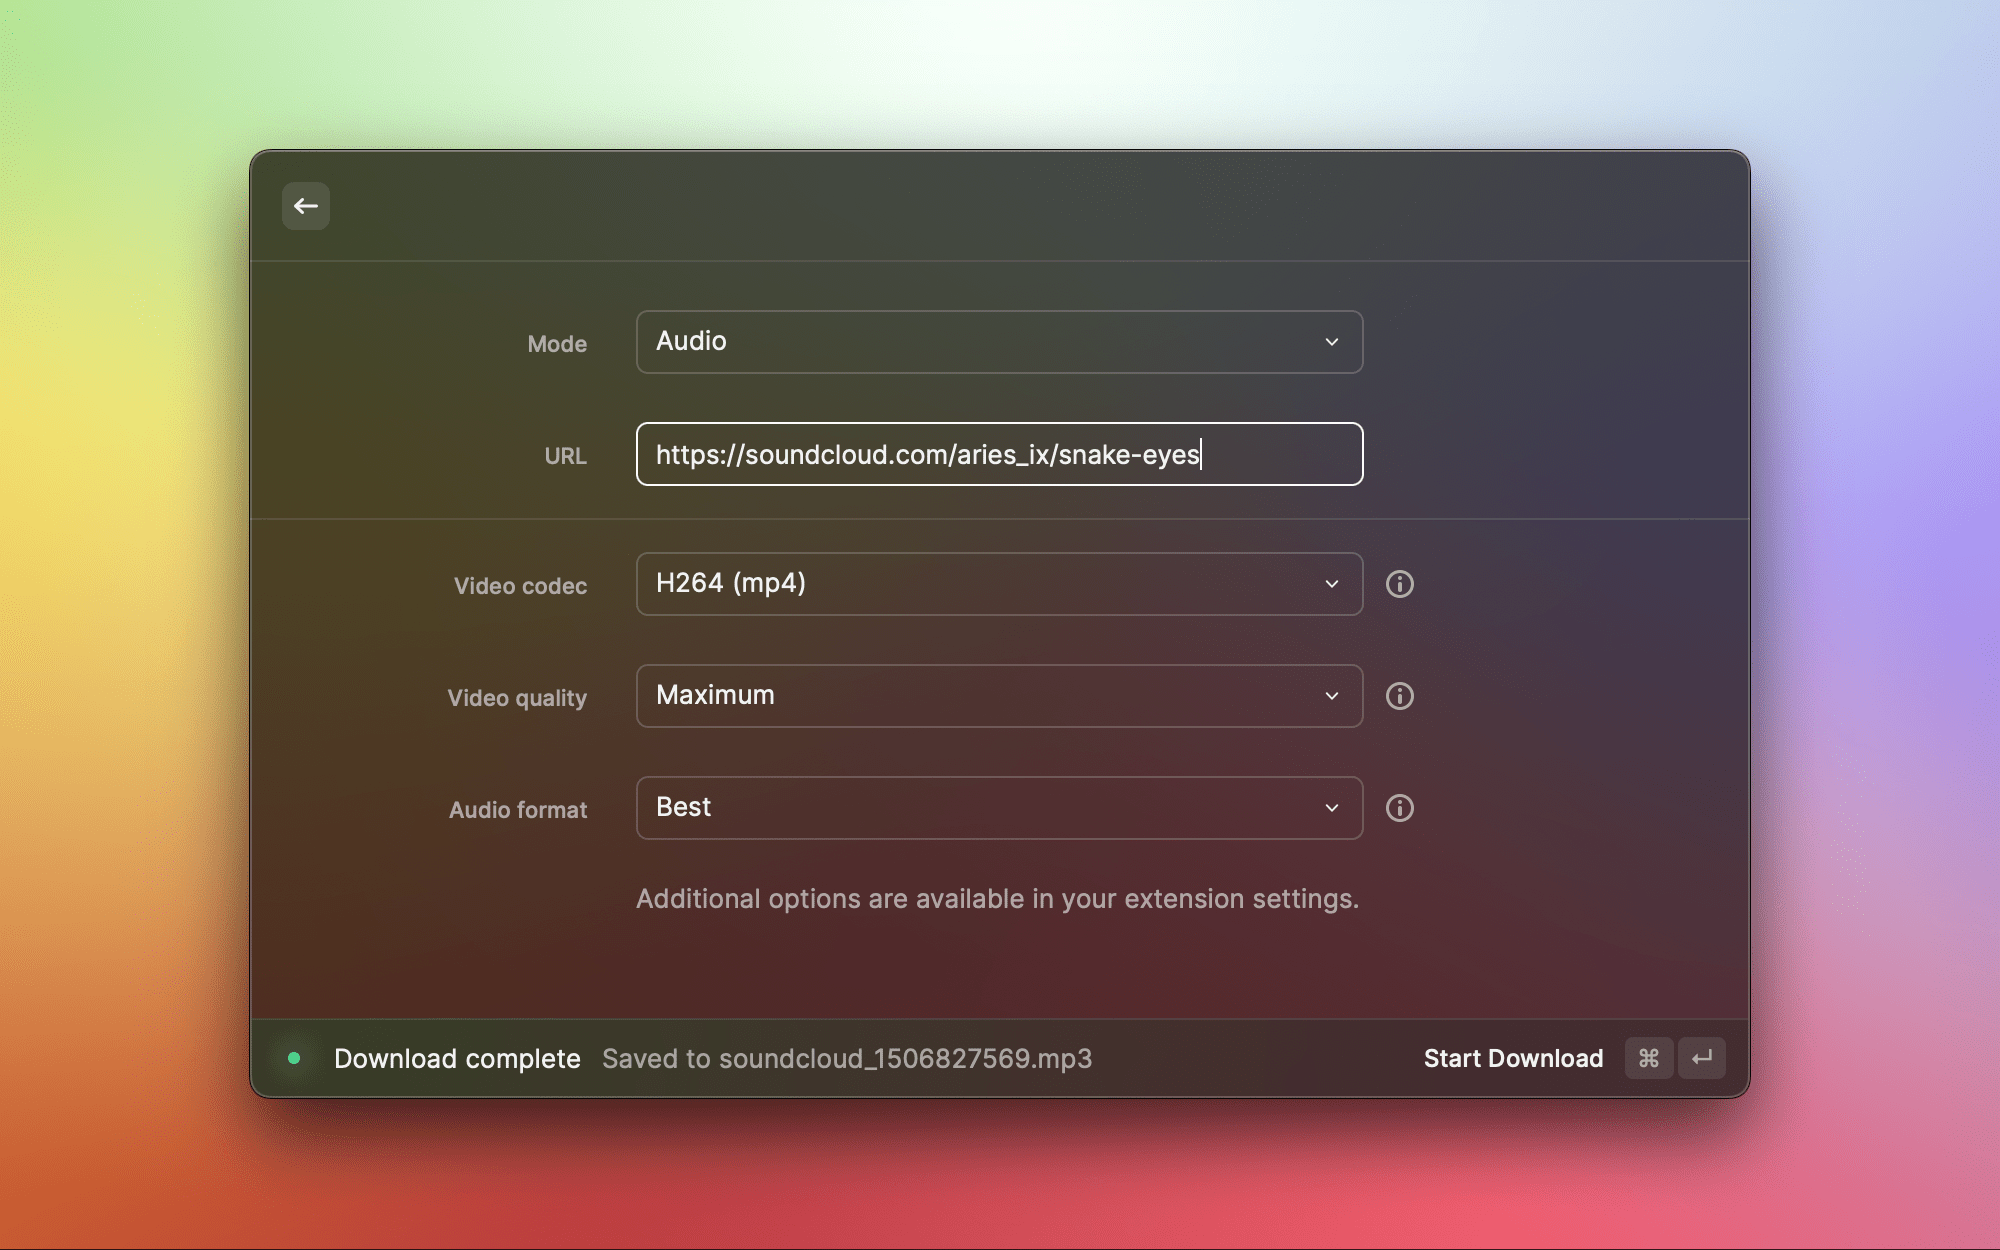 Mode Audio
URL https://soundcloud.com/aries_ix/snake-eyes
Video codec H264 (mp4)
Video quality Maximum
Audio format Best
Additional options are available in your extension settings.
Download complete Saved to soundcloud_1506827569.mp3 Start Download ⌘ ↵